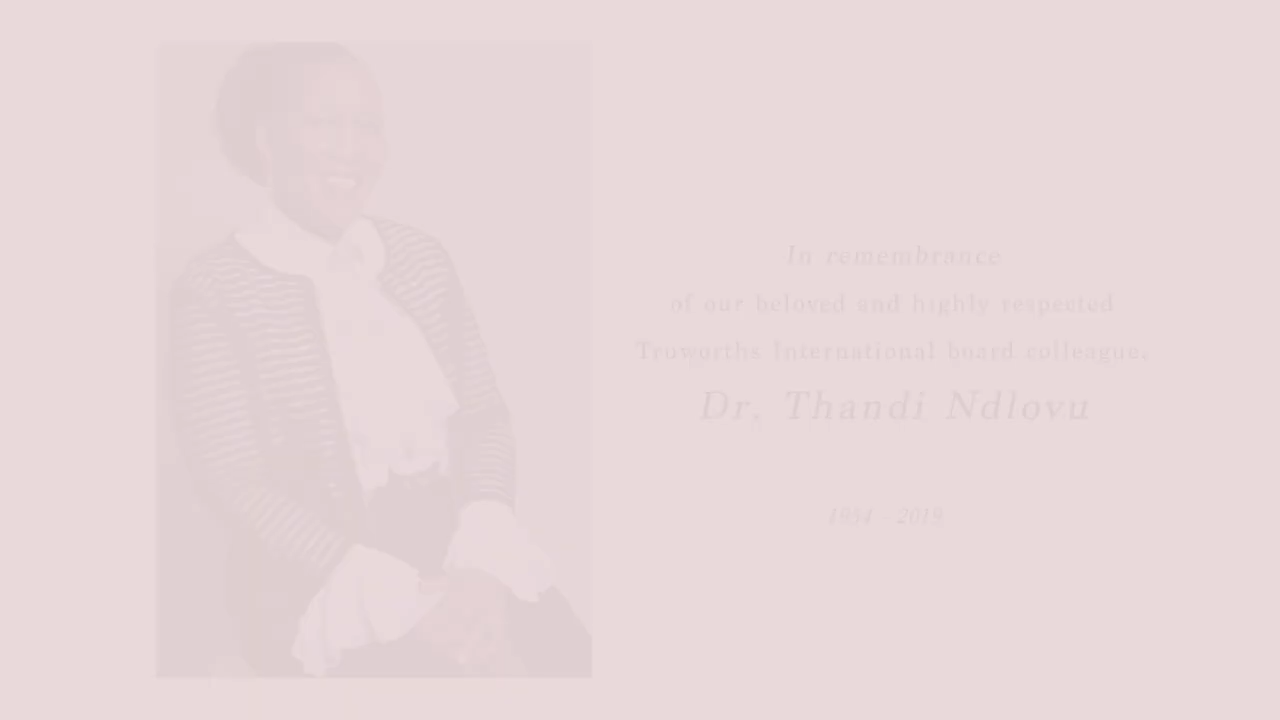 In remembrance
of our beloved and highly respected
Truworths International board colleague,
Dr. Thandi Ndlovu
1954 - 2019